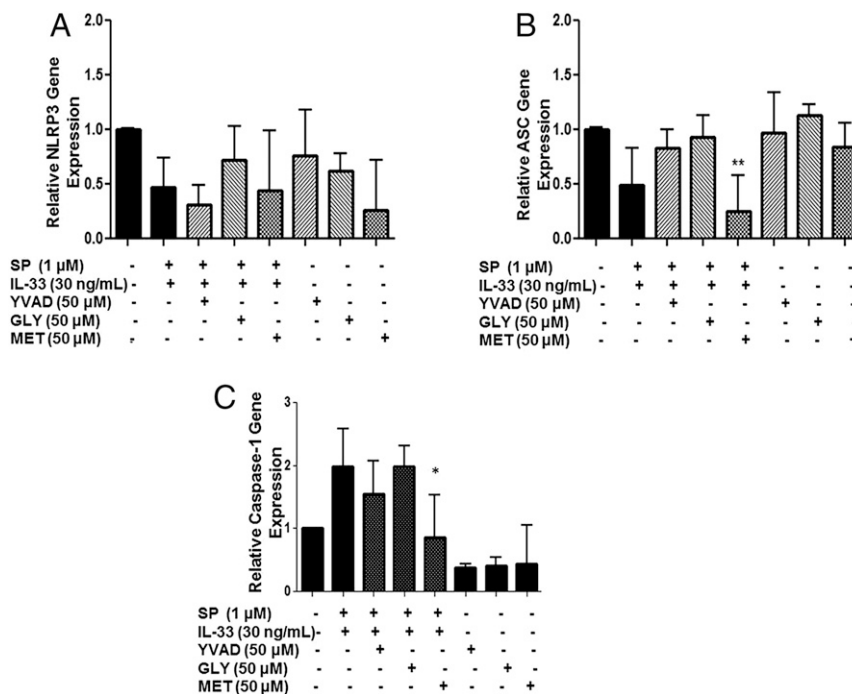 A
Relative NLRP3 Gene
Expression
2.0
1.5
1.0
0.5
0.0
SP (1 µM) - + + + + - - -
IL-33 (30 ng/mL) - + + + + - - -
YVAD (50 µM) - - + - - + - -
GLY (50 µM) - - - + - - + -
MET (50 µM) - - - - + - - +
B
Relative ASC Gene
Expression
2.0
1.5
1.0
0.5
0.0
**
SP (1 µM) - + + + + - - -
IL-33 (30 ng/mL) - + + + + - - -
YVAD (50 µM) - - + - - + - -
GLY (50 µM) - - - + - - + -
MET (50 µM) - - - - + - -
C
Relative Caspase-1 Gene
Expression
3
2
1
0
*
SP (1 µM) - + + + + - - -
IL-33 (30 ng/mL) - + + + + - - -
YVAD (50 µM) - - + - - + - -
GLY (50 µM) - - - + - - + -
MET (50 µM) - - - - + - - +